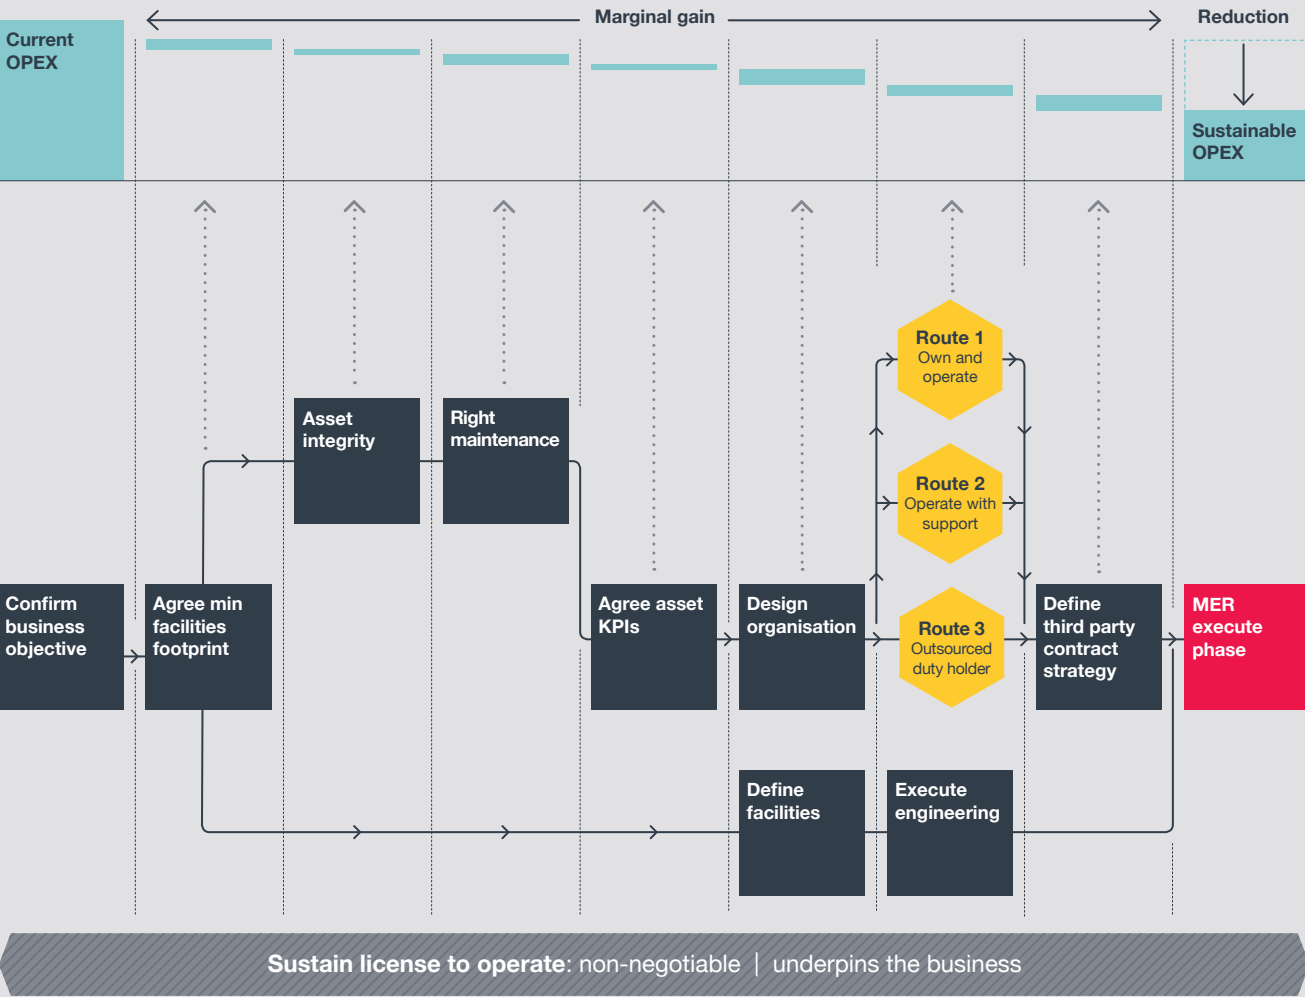 Marginal gain
Reduction
Current
OPEX
Sustainable
OPEX
Route 1
Own and
operate
Asset
integrity
Right
maintenance
Route 2
Operate with
support
Confirm
business
objective
Agree min
facilities
footprint
Agree asset
KPIs
Design
organisation
Route 3
Outsourced
duty holder
Define
third party
contract
strategy
MER
execute
phase
Define
facilities
Execute
engineering
Sustain license to operate: non-negotiable | underpins the business